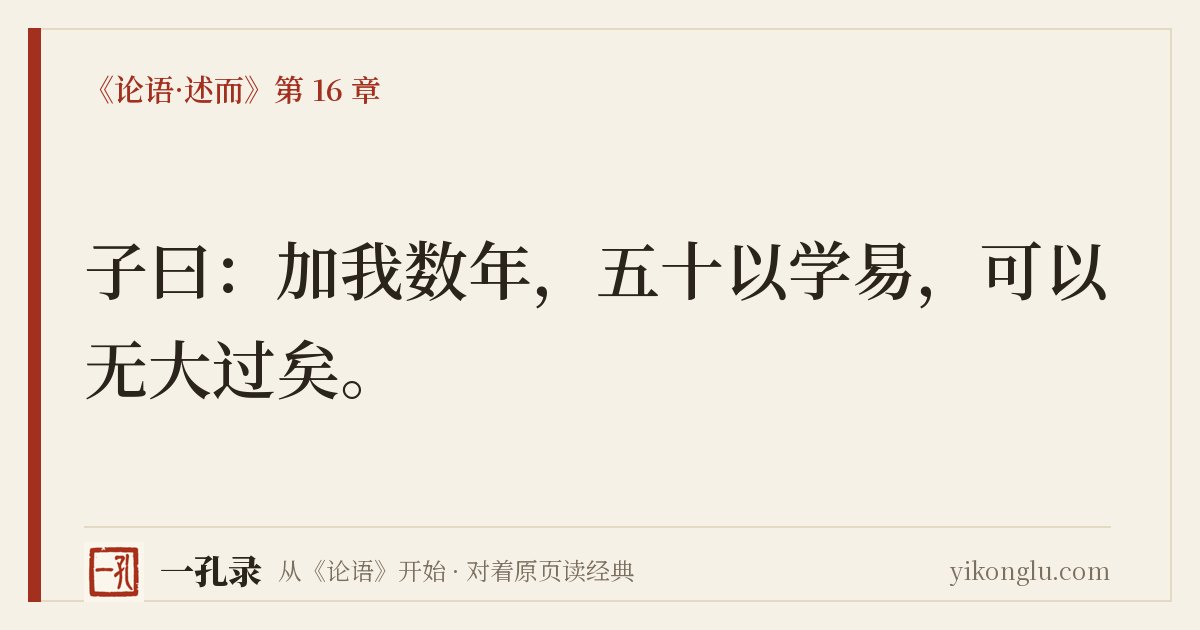 《论语·述而》第 16 章
子曰：加我数年，五十以学易，可以
无大过矣。
一孔
一孔录 从《论语》开始 · 对着原页读经典 yikonglu.com